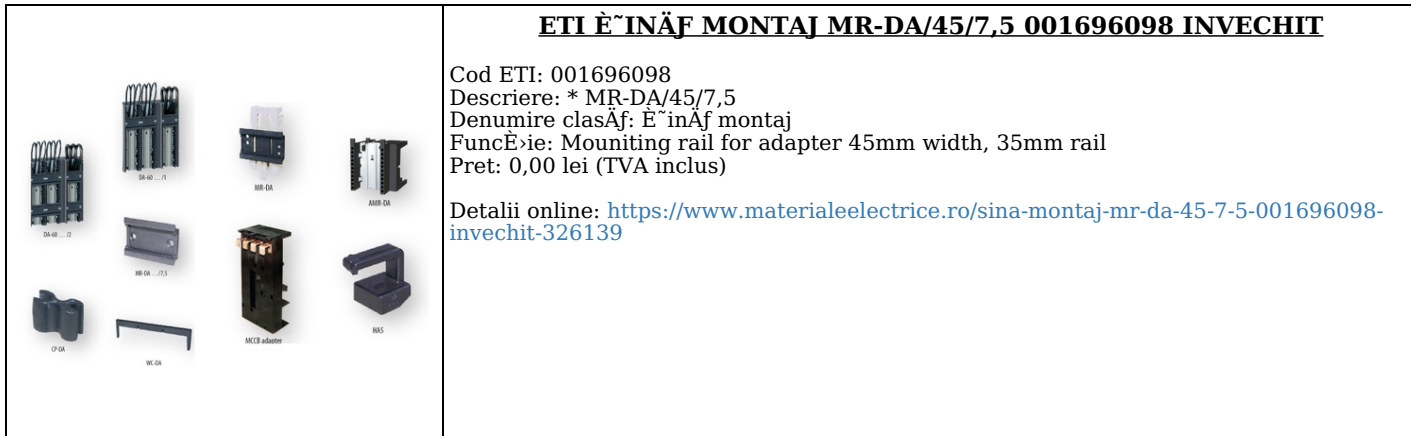 ETI È˜INÄƑ MONTAJ MR-DA/45/7,5 001696098 INVECHIT
Cod ETI: 001696098
Descriere: * MR-DA/45/7,5
Denumire clasÄƒ: È˜inÄƒ montaj
FuncÈ›ie: Mouniting rail for adapter 45mm width, 35mm rail
Pret: 0,00 lei (TVA inclus)
Detalii online: https://www.materialeelectrice.ro/sina-montaj-mr-da-45-7-5-001696098-
invechit-326139
DA-60 … /1
MR-DA
AMR-DA
DA-60 … /2
MR-DA …/7,5
HAS
CP-DA
WC-DA
MCCB adapter